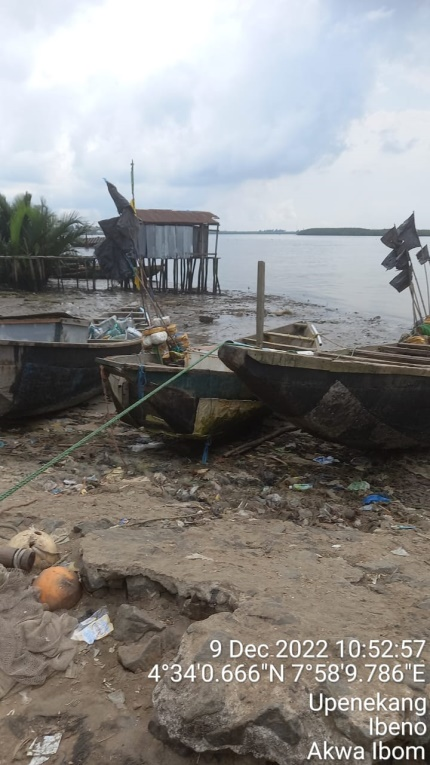 9 Dec 2022 10:52:57
4°34'0.666"N 7°58'9.786"E
Upenekang
Ibeno
Akwa Ibom